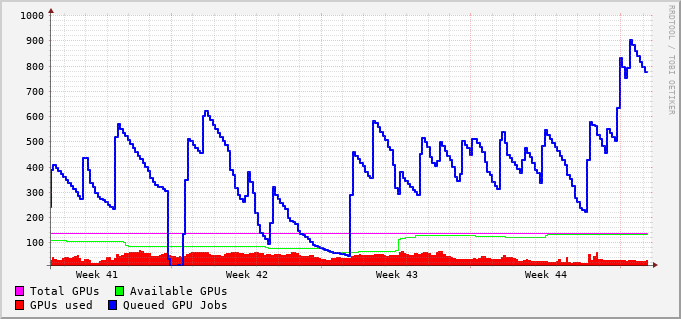 1000
900
800
700
600
500
400
300
200
100
Week 41 Week 42 Week 43 Week 44
Total GPUs Available GPUs
GPUs used Queued GPU Jobs
RRDTOOL / TOBI OETIKER